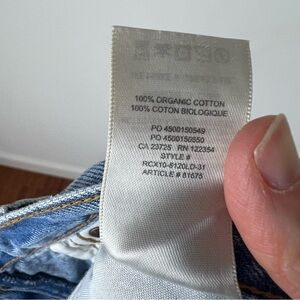 100% ORGANIC COTTON
100% COTON BIOLOGIQUE
PO 4500150549
PO 4500150550
CA 23725 RN 122354
STYLE #
RCX10-8120LD-31
ARTICLE # 81675